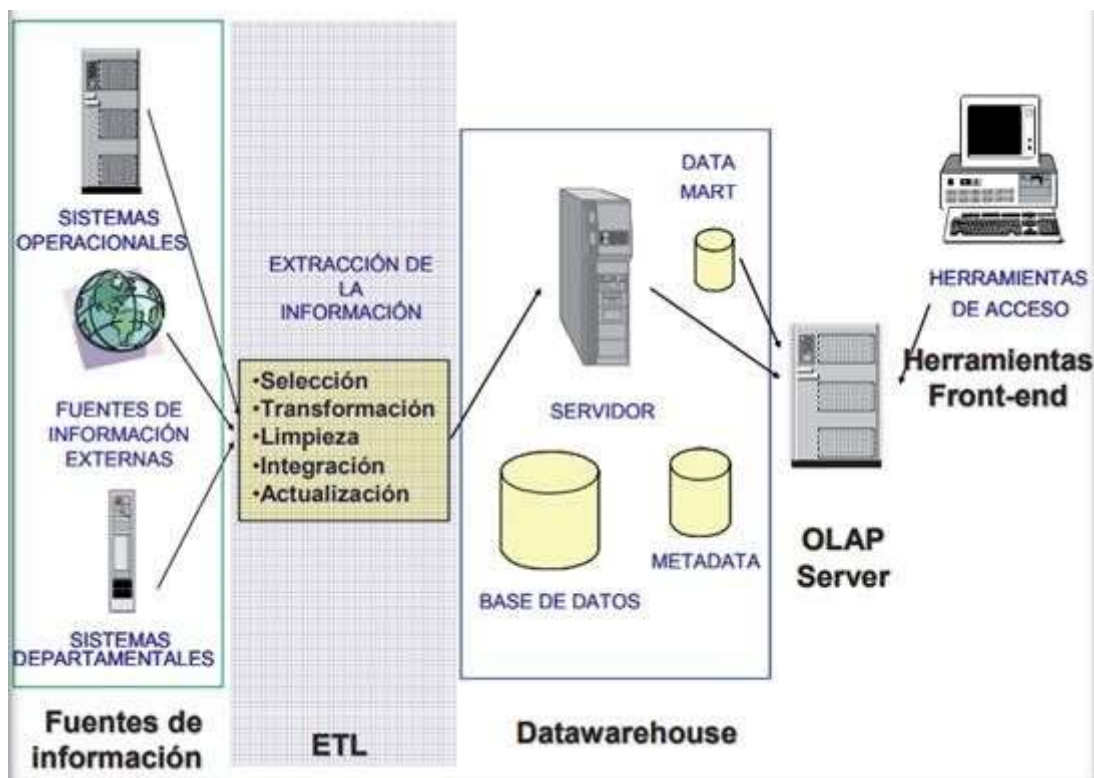 SISTEMAS
OPERACIONALES
FUENTES DE
INFORMACIÓN
EXTERNAS
SISTEMAS
DEPARTAMENTALES
Fuentes de
información
EXTRACCIÓN DE
LA
INFORMACIÓN
•Selección
•Transformación
•Limpieza
•Integración
•Actualización
ETL
DATA
MART
SERVIDOR
BASE DE DATOS
METADATA
Datawarehouse
OLAP
Server
HERRAMIENTAS
DE ACCESO
Herramientas
Front-end